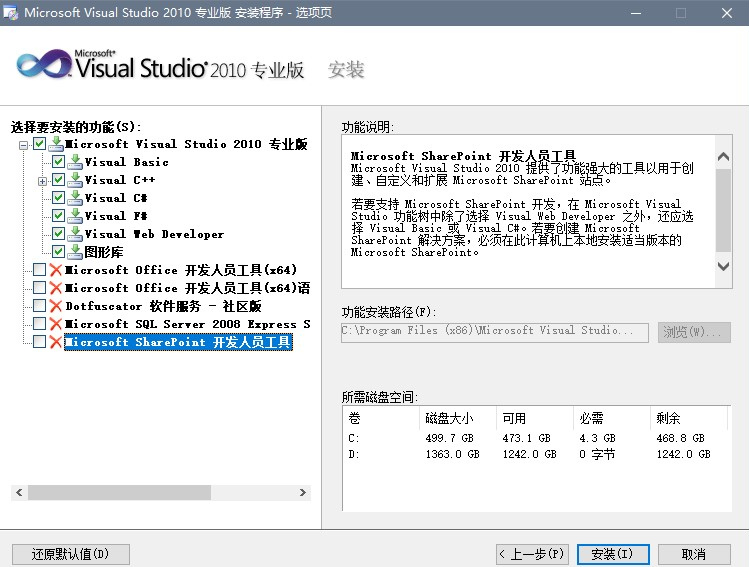 Microsoft Visual Studio 2010 专业版 安装程序 - 选项页
Microsoft®
Visual Studio® 2010 专业版 安装
选择要安装的功能(S):
Microsoft Visual Studio 2010 专业版
Visual Basic
Visual C++
Visual C#
Visual F#
Visual Web Developer
图形库
Microsoft Office 开发人员工具(x64)
Microsoft Office 开发人员工具(x64)语
Dotfuscator 软件服务 - 社区版
Microsoft SQL Server 2008 Express S
Microsoft SharePoint 开发人员工具
功能说明:
Microsoft SharePoint 开发人员工具
Microsoft Visual Studio 2010 提供了功能强大的工具以用于创
建、自定义和扩展 Microsoft SharePoint 站点。
若要支持 Microsoft SharePoint 开发，在 Microsoft Visual
Studio 功能树中除了选择 Visual Web Developer 之外，还应选
择 Visual Basic 或 Visual C#。若要创建 Microsoft
SharePoint 解决方案，必须在此计算机上本地安装适当版本的
Microsoft SharePoint。
功能安装路径(F):
C:\Program Files (x86)\Microsoft Visual Studio...
浏览(W)...
所需磁盘空间:
卷 磁盘大小 可用 必需 剩余
C: 499.7 GB 473.1 GB 4.3 GB 468.8 GB
D: 1363.0 GB 1242.0 GB 0 字节 1242.0 GB
还原默认值(D)
< 上一步(P)
安装(I)
取消